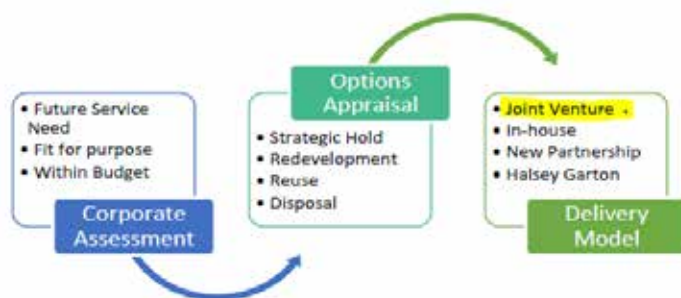 • Future Service
Need
• Fit for purpose
• Within Budget
Corporate
Assessment
Options
Appraisal
• Strategic Hold
• Redevelopment
• Reuse
• Disposal
• Joint Venture
• In-house
• New Partnership
• Halsey Garton
Delivery
Model